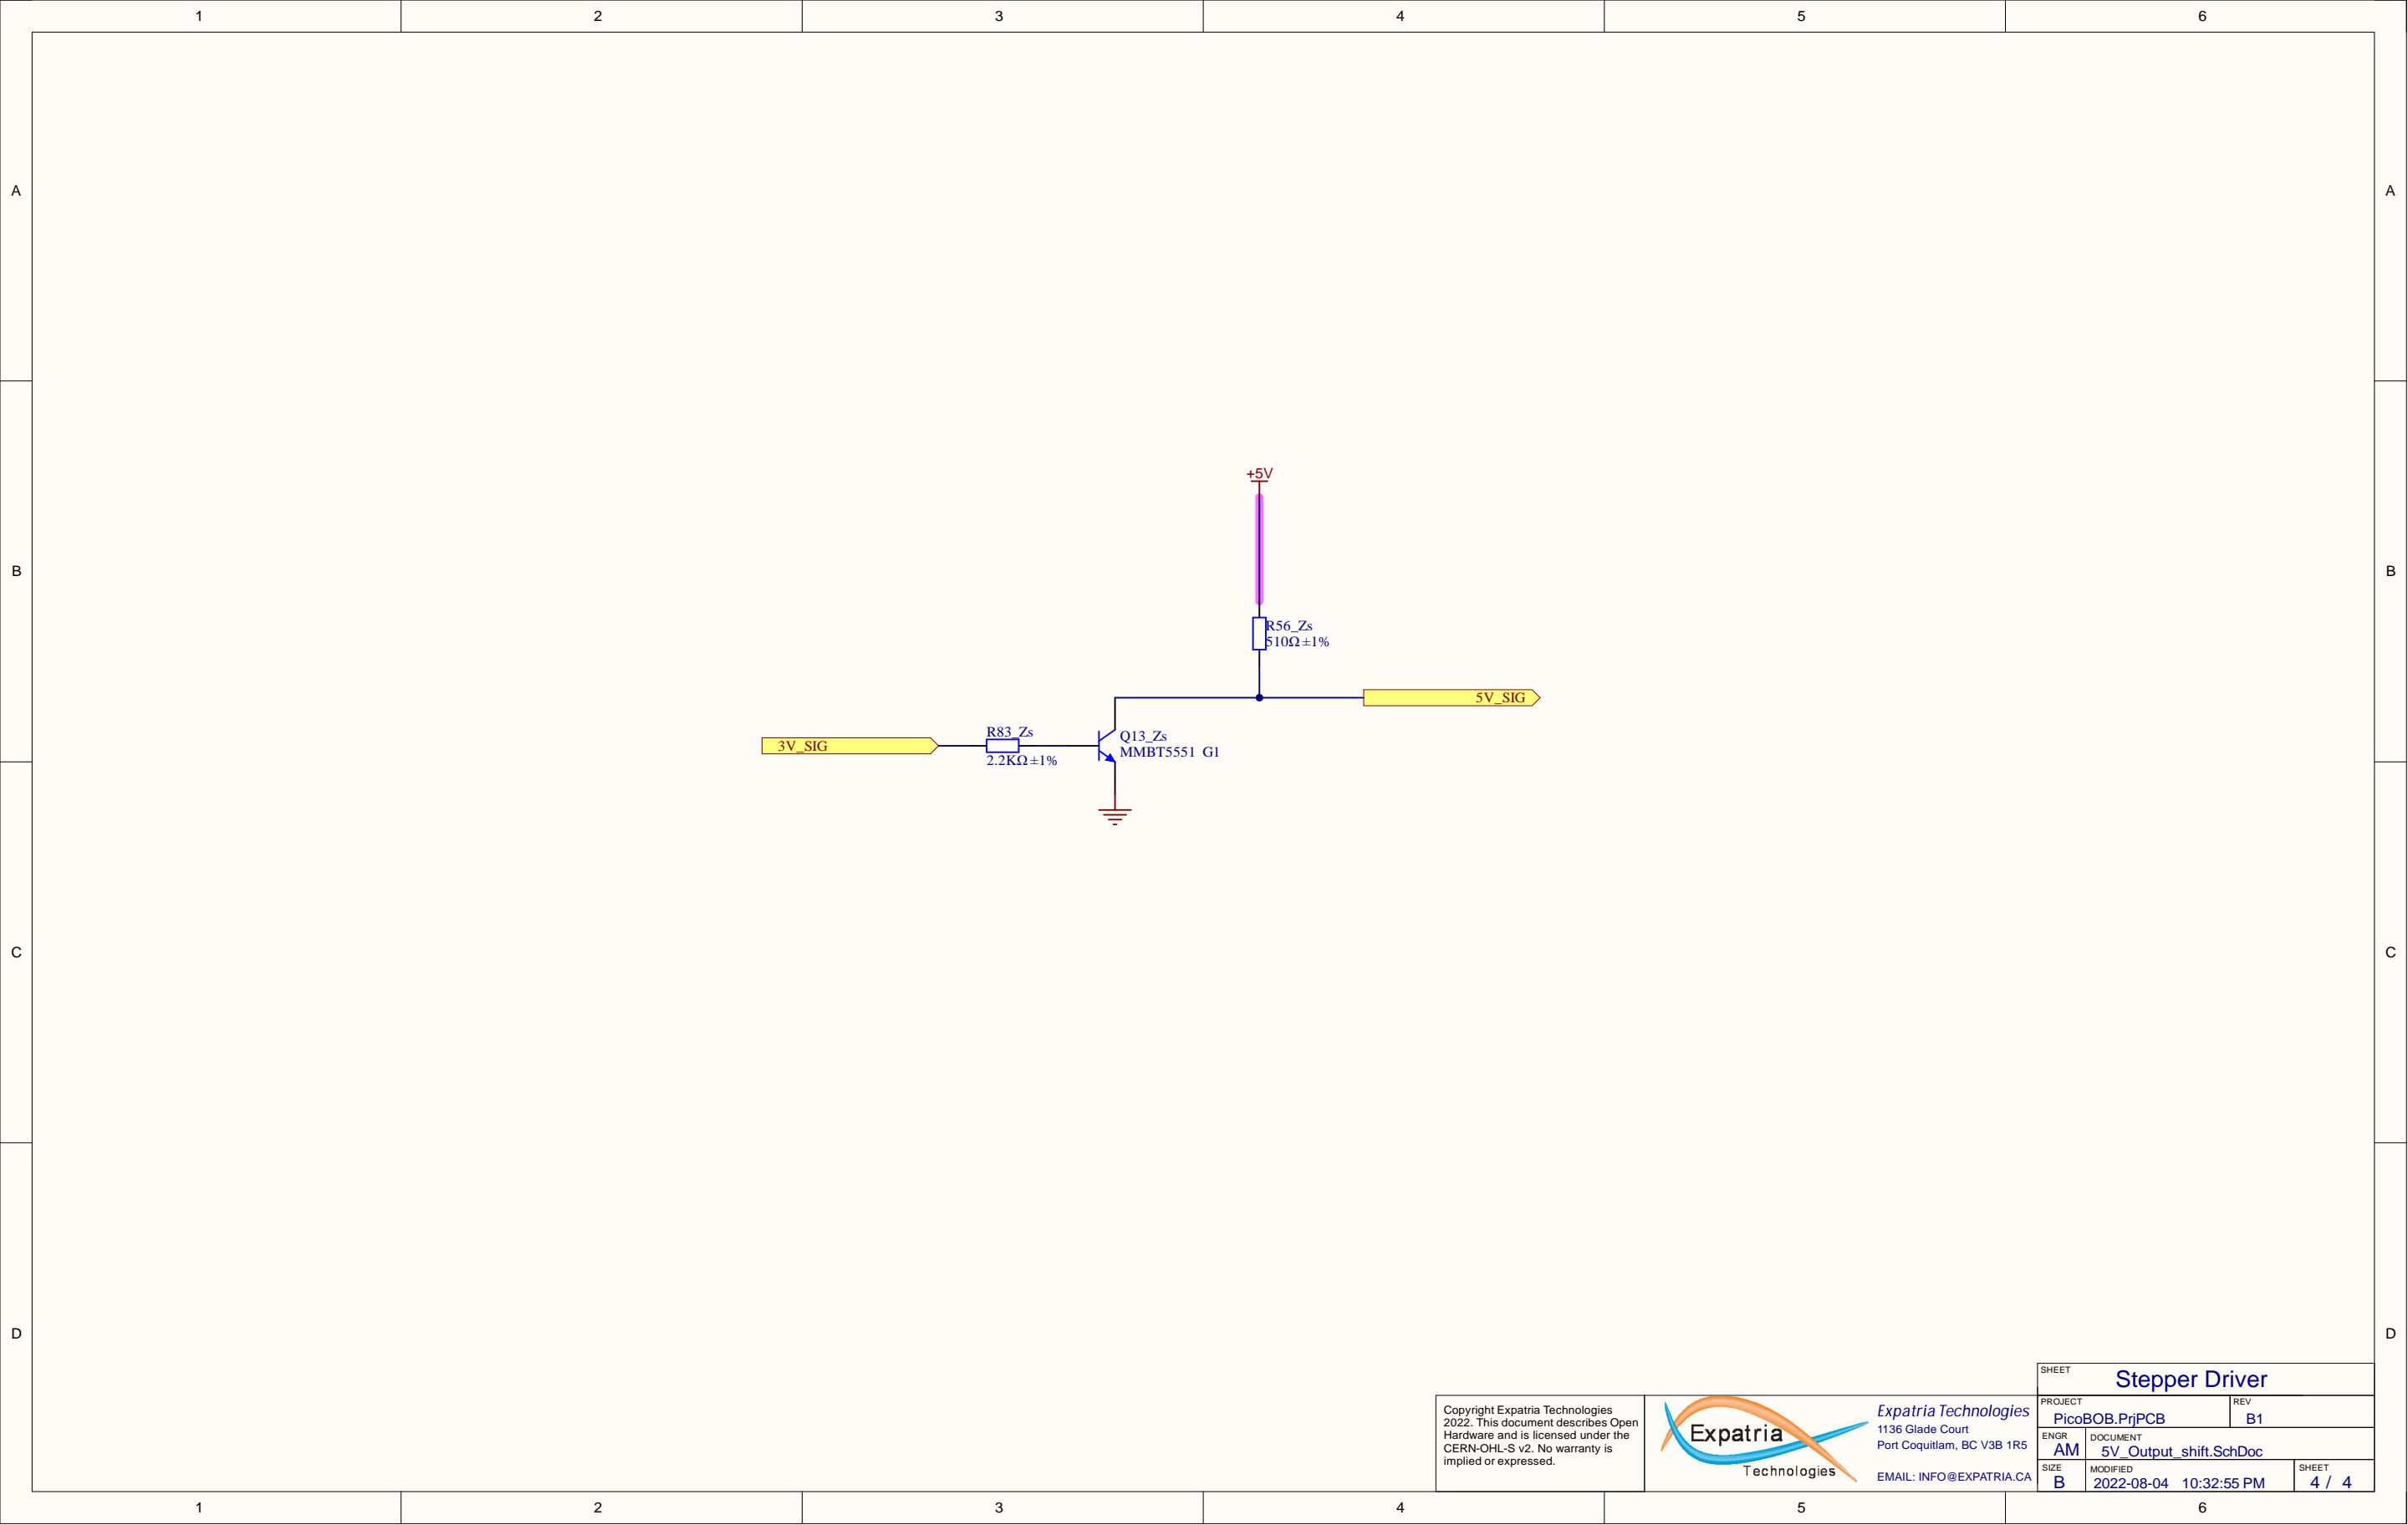 1 2 3 4 5 6
A A
+5V
B B
R56_Zs
510Ω ±1%
5V_SIG
3V_SIG
R83_Zs
2.2KΩ ±1%
Q13_Zs
MMBT5551 G1
C C
D D
Copyright Expatria Technologies
2022. This document describes Open
Hardware and is licensed under the
CERN-OHL-S v2. No warranty is
implied or expressed.
Expatria
Technologies
Expatria Technologies
1136 Glade Court
Port Coquitlam, BC V3B 1R5
EMAIL: INFO@EXPATRIA.CA
SHEET
Stepper Driver
PROJECT
PicoBOB.PrjPCB
REV
B1
ENGR
AM
DOCUMENT
5V_Output_shift.SchDoc
SIZE
B
MODIFIED
2022-08-04 10:32:55 PM
SHEET
4 / 4
1 2 3 4 5 6